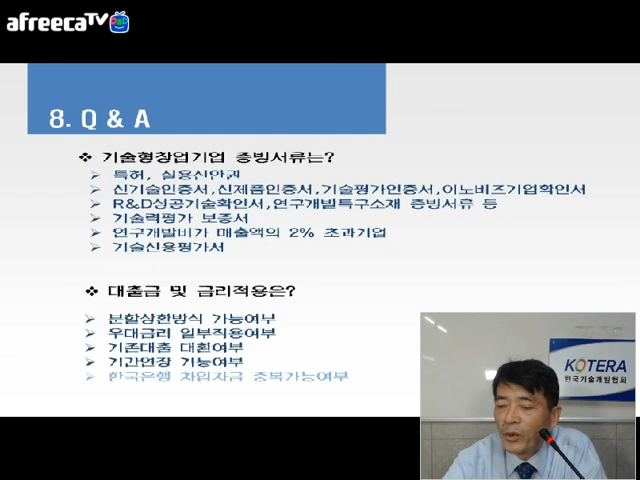 afreecaTV
8. Q & A
❖ 기술형창업기업 증빙서류는?
➢ 특허, 실용신안권
➢ 신기술인증서,신제품인증서,기술평가인증서,이노비즈기업확인서
➢ R&D성공기술확인서,연구개발특구소재 증빙서류 등
➢ 기술력평가 보증서
➢ 연구개발비가 매출액의 2% 초과기업
➢ 기술신용평가서
❖ 대출금 및 금리적용은?
➢ 분할상환방식 가능여부
➢ 우대금리 일부적용여부
➢ 기존대출 대환여부
➢ 기간연장 가능여부
➢ 한국은행 차입자금 중복가능여부
KOTERA
한국기술개발협회